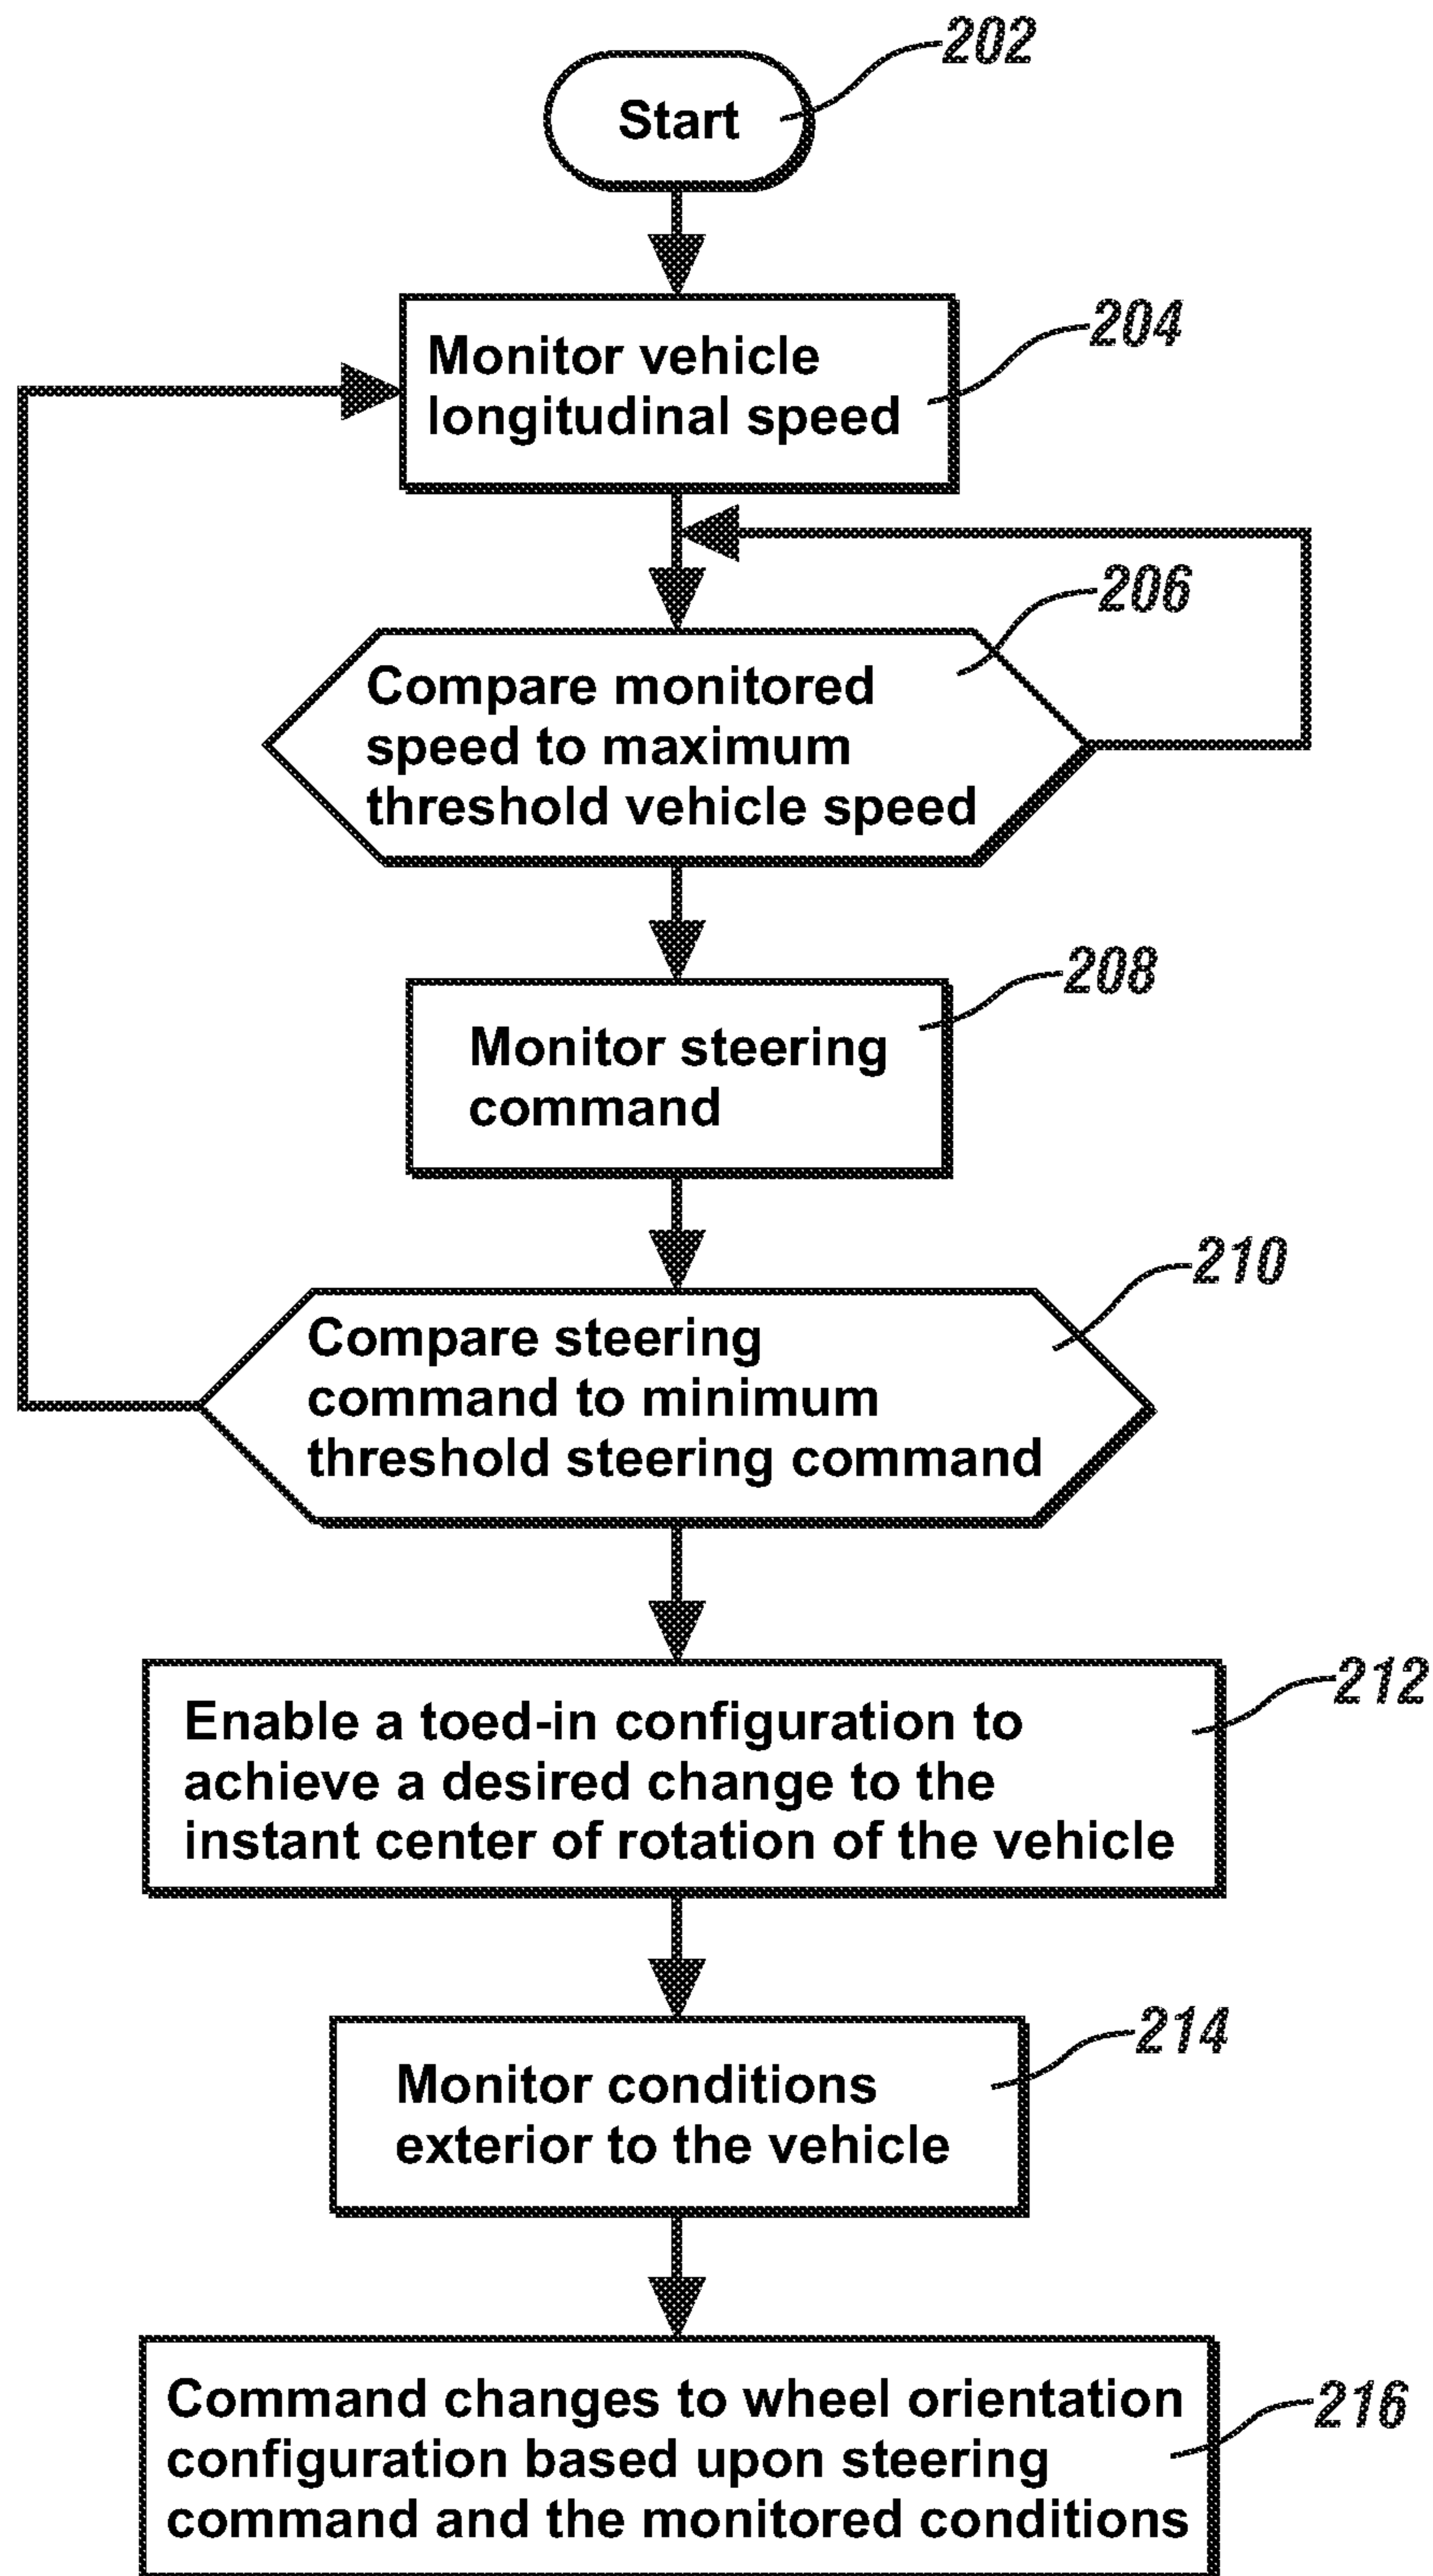 202
Start
204
Monitor vehicle
longitudinal speed
206
Compare monitored
speed to maximum
threshold vehicle speed
208
Monitor steering
command
210
Compare steering
command to minimum
threshold steering command
212
Enable a toed-in configuration to
achieve a desired change to the
instant center of rotation of the vehicle
214
Monitor conditions
exterior to the vehicle
216
Command changes to wheel orientation
configuration based upon steering
command and the monitored conditions